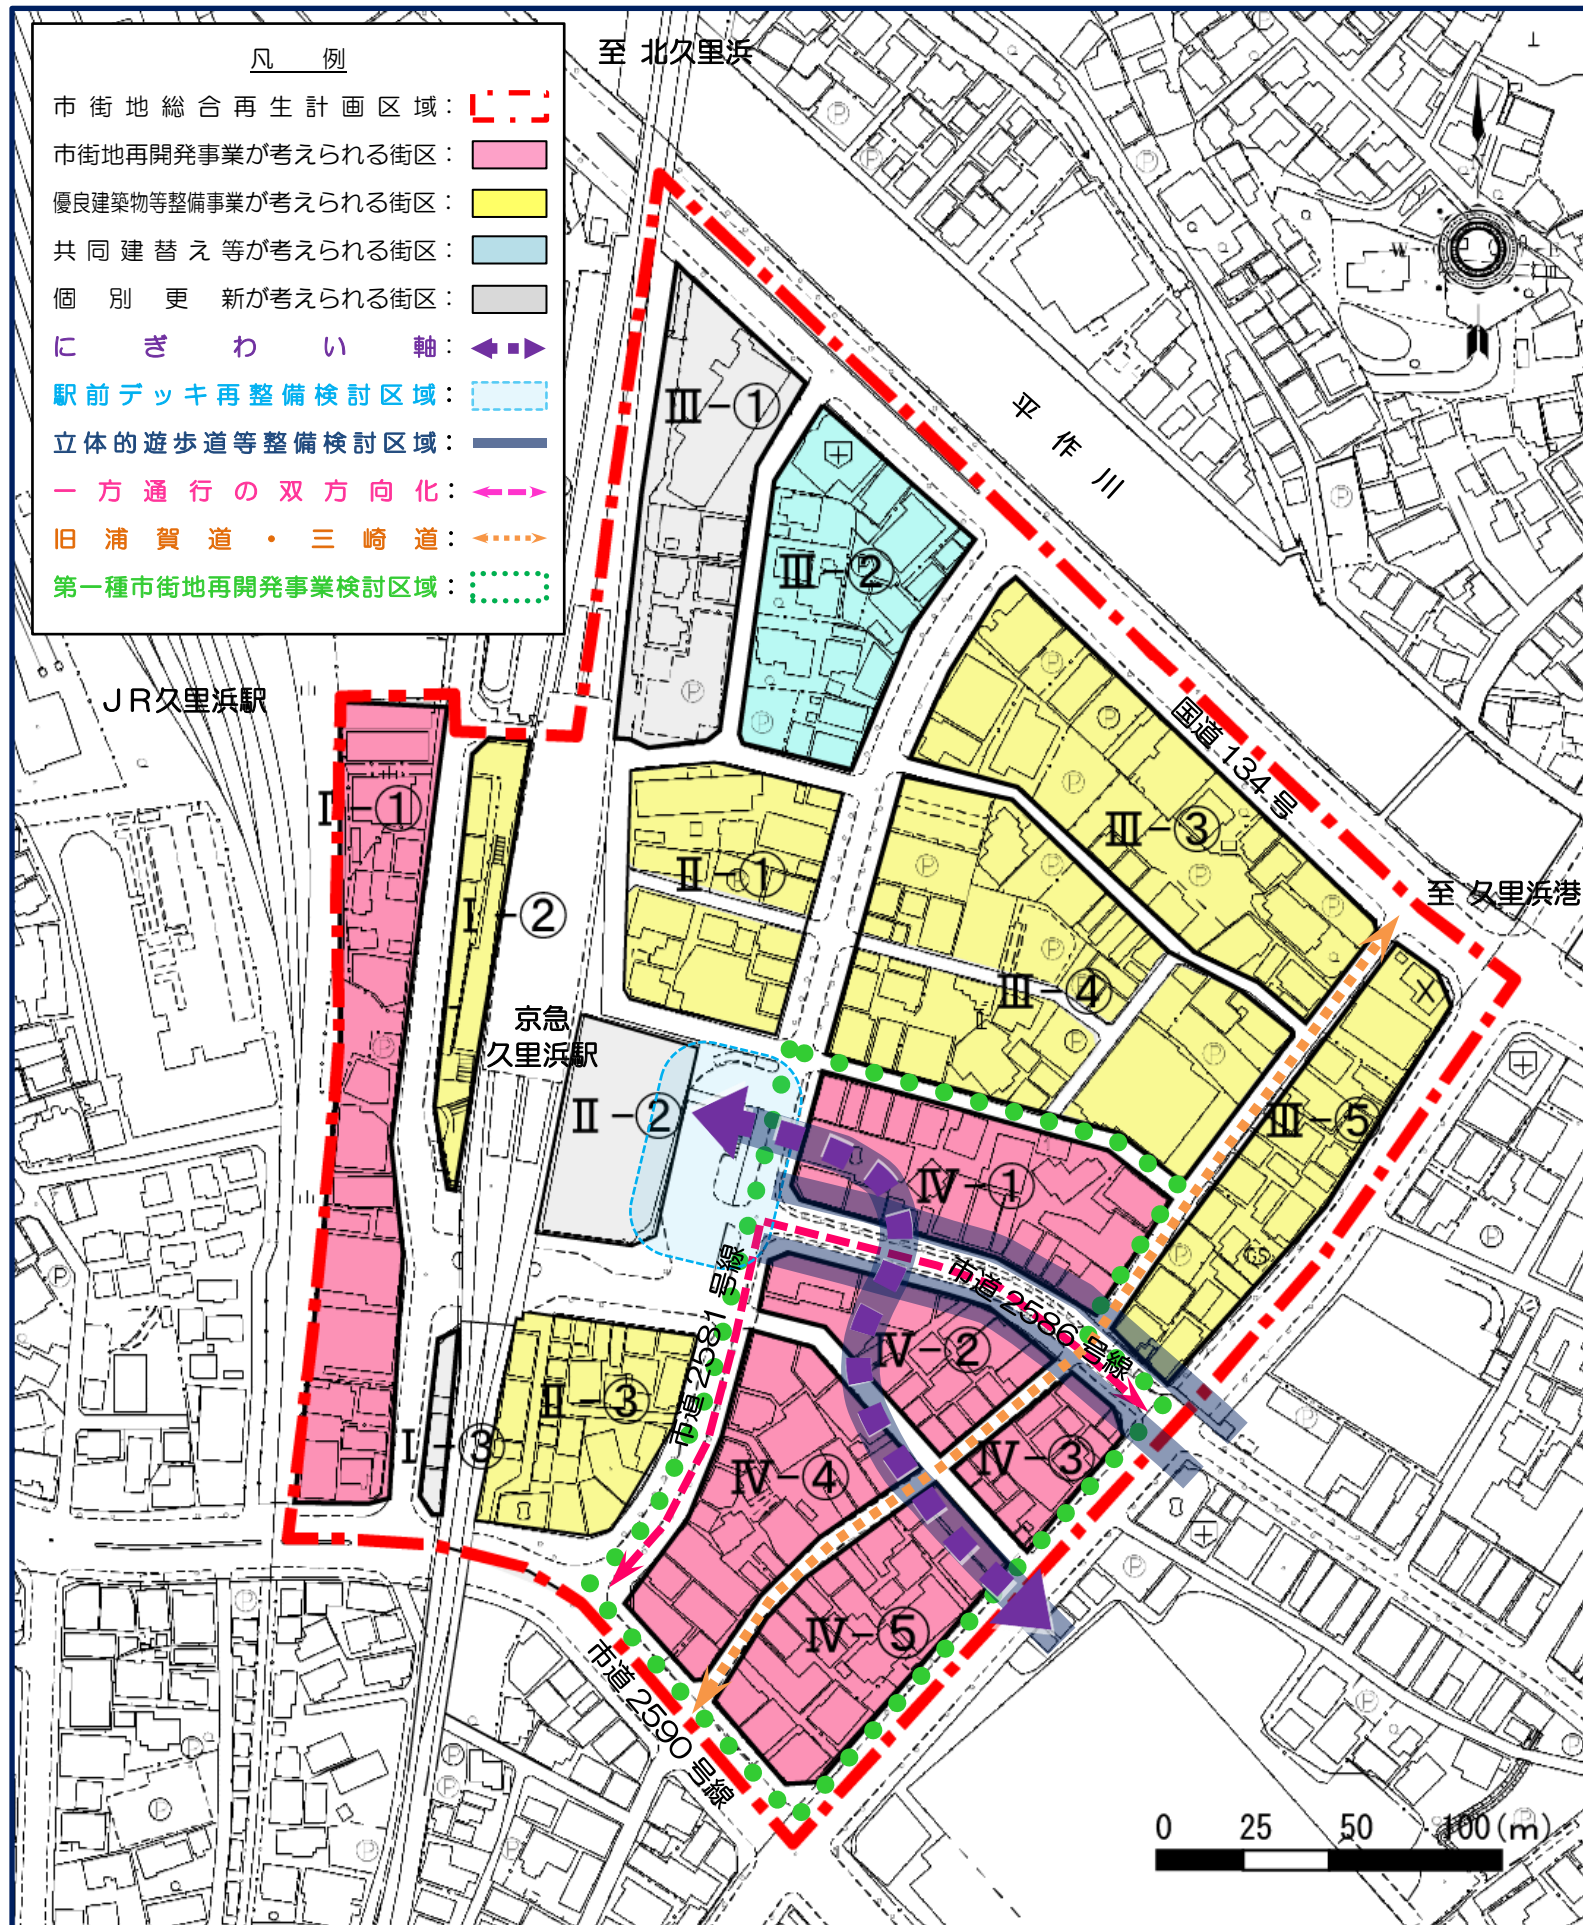 凡　例
市街地総合再生計画区域：
市街地再開発事業が考えられる街区：
優良建築物等整備事業が考えられる街区：
共同建替え等が考えられる街区：
個別更新が考えられる街区：
にぎわい軸：
駅前デッキ再整備検討区域：
立体的遊歩道等整備検討区域：
一方通行の双方向化：
旧浦賀道・三崎道：
第一種市街地再開発事業検討区域：
至 北久里浜
平作川
国道134号
至 久里浜港
ＪＲ久里浜駅
京急
久里浜駅
Ⅰ-①
Ⅰ-②
Ⅰ-③
Ⅱ-①
Ⅱ-②
Ⅱ-③
Ⅲ-①
Ⅲ-②
Ⅲ-③
Ⅲ-④
Ⅲ-⑤
Ⅳ-①
Ⅳ-②
Ⅳ-③
Ⅳ-④
Ⅳ-⑤
市道2581号線
市道2586号線
市道2590号線
0 25 50 100(m)